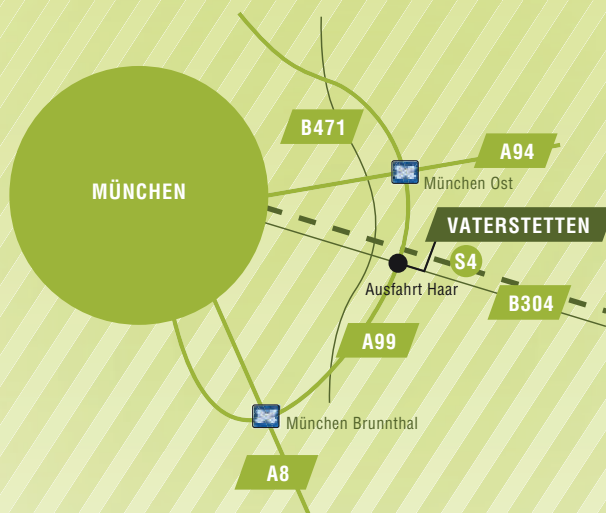 B471
A94
München Ost
MÜNCHEN
VATERSTETTEN
S4
Ausfahrt Haar
B304
A99
München Brunnthal
A8